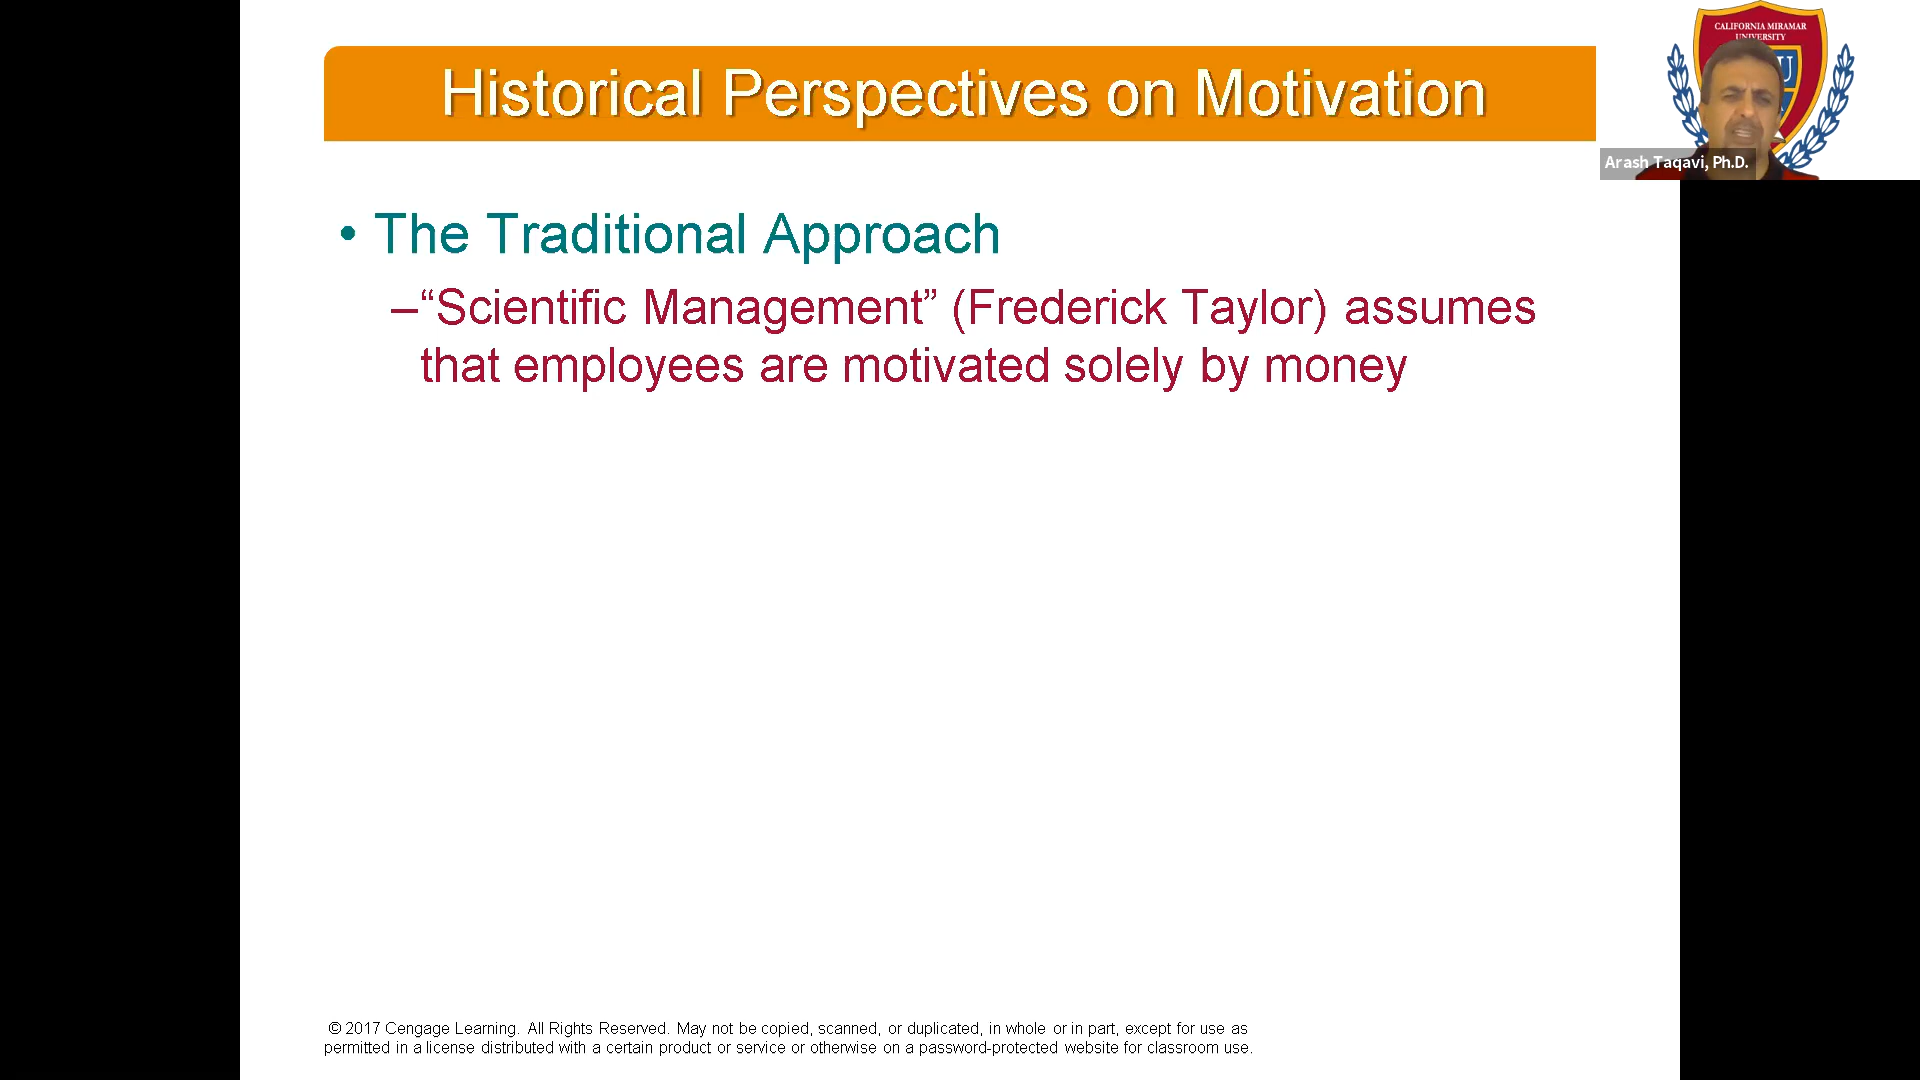 Historical Perspectives on Motivation
CALIFORNIA MIRAMAR
UNIVERSITY
U
Arash Taqavi, Ph.D.
• The Traditional Approach
–“Scientific Management” (Frederick Taylor) assumes
that employees are motivated solely by money
© 2017 Cengage Learning. All Rights Reserved. May not be copied, scanned, or duplicated, in whole or in part, except for use as
permitted in a license distributed with a certain product or service or otherwise on a password-protected website for classroom use.